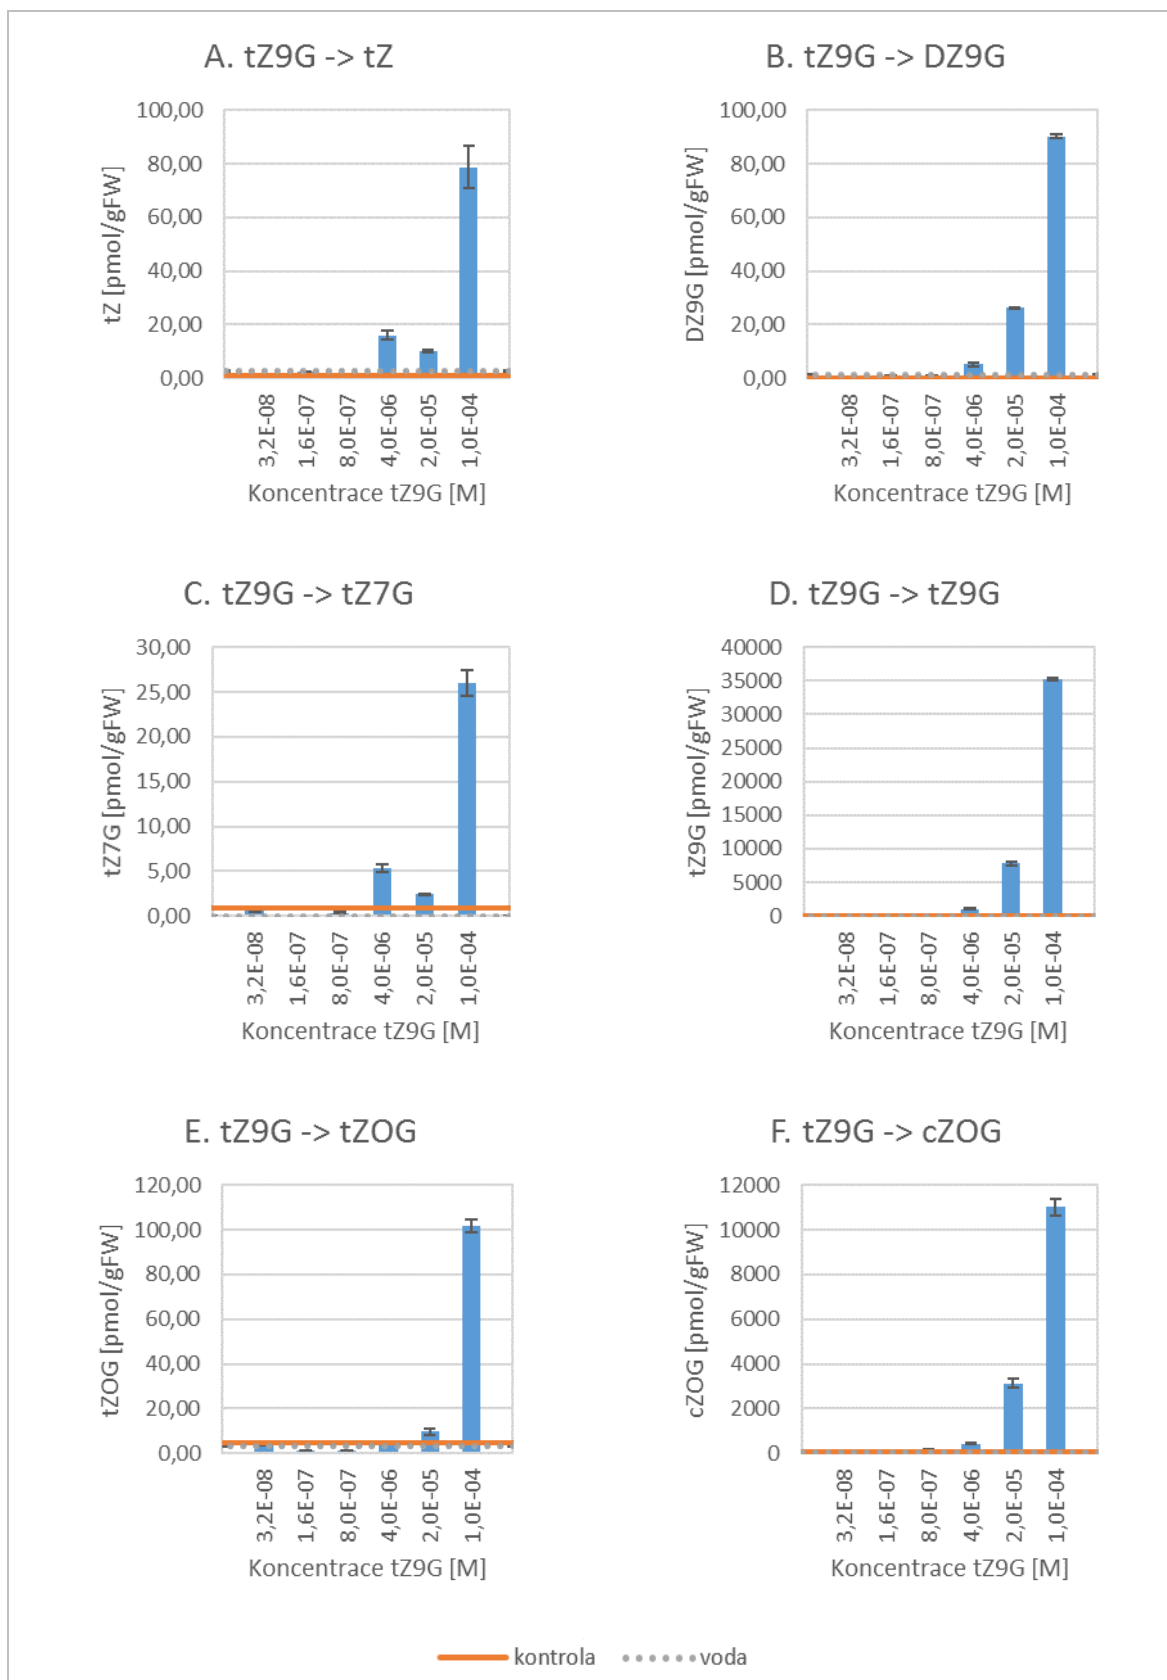 A. tZ9G -> tZ
tZ [pmol/gFW]
100,00
80,00
60,00
40,00
20,00
0,00
3,2E-08
1,6E-07
8,0E-07
4,0E-06
2,0E-05
1,0E-04
Koncentrace tZ9G [M]
B. tZ9G -> DZ9G
DZ9G [pmol/gFW]
100,00
80,00
60,00
40,00
20,00
0,00
3,2E-08
1,6E-07
8,0E-07
4,0E-06
2,0E-05
1,0E-04
Koncentrace tZ9G [M]
C. tZ9G -> tZ7G
tZ7G [pmol/gFW]
30,00
25,00
20,00
15,00
10,00
5,00
0,00
3,2E-08
1,6E-07
8,0E-07
4,0E-06
2,0E-05
1,0E-04
Koncentrace tZ9G [M]
D. tZ9G -> tZ9G
tZ9G [pmol/gFW]
40000
35000
30000
25000
20000
15000
10000
5000
0
3,2E-08
1,6E-07
8,0E-07
4,0E-06
2,0E-05
1,0E-04
Koncentrace tZ9G [M]
E. tZ9G -> tZOG
tZOG [pmol/gFW]
120,00
100,00
80,00
60,00
40,00
20,00
0,00
3,2E-08
1,6E-07
8,0E-07
4,0E-06
2,0E-05
1,0E-04
Koncentrace tZ9G [M]
F. tZ9G -> cZOG
cZOG [pmol/gFW]
12000
10000
8000
6000
4000
2000
0
3,2E-08
1,6E-07
8,0E-07
4,0E-06
2,0E-05
1,0E-04
Koncentrace tZ9G [M]
kontrola
voda